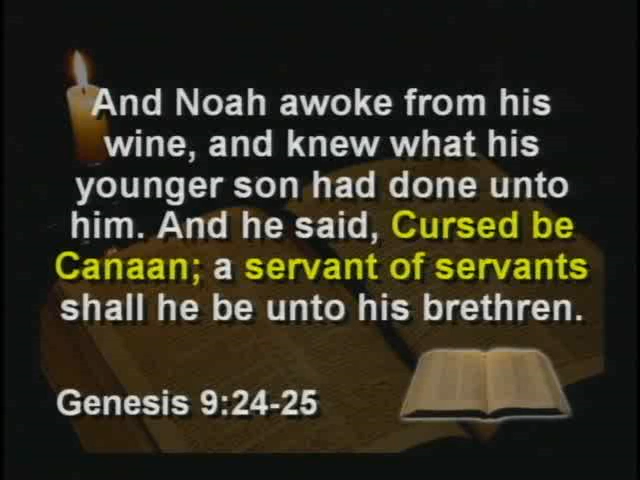 And Noah awoke from his
wine, and knew what his
younger son had done unto
him. And he said, Cursed be
Canaan; a servant of servants
shall he be unto his brethren.
Genesis 9:24-25